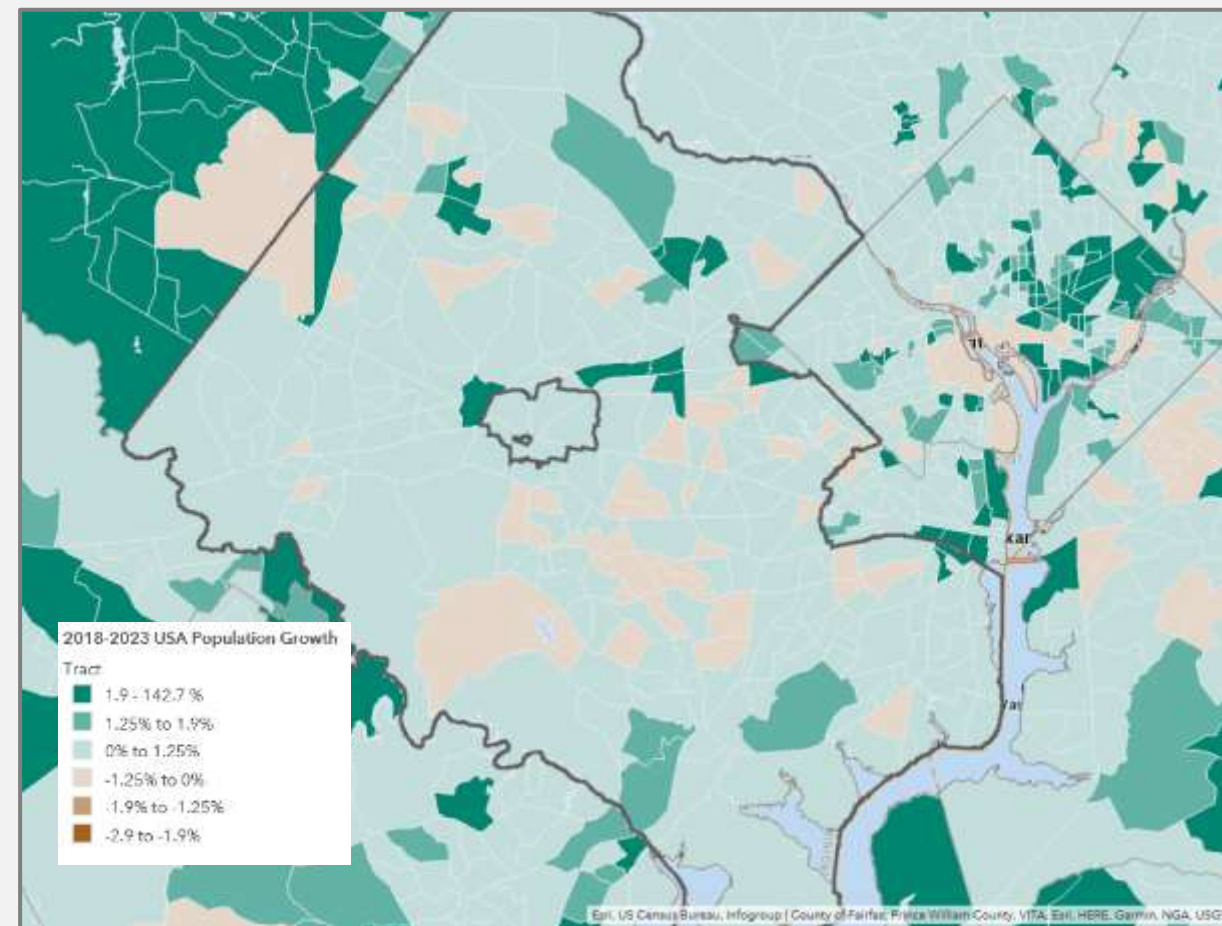 2018-2023 USA Population Growth
Tract
1.9 - 142.7 %
1.25% to 1.9%
0% to 1.25%
-1.25% to 0%
-1.9% to -1.25%
-2.9 to -1.9%
Esri, US Census Bureau, Infogroup | County of Fairfax, Prince William County, VITA, Esri, HERE, Garmin, NGA, USG